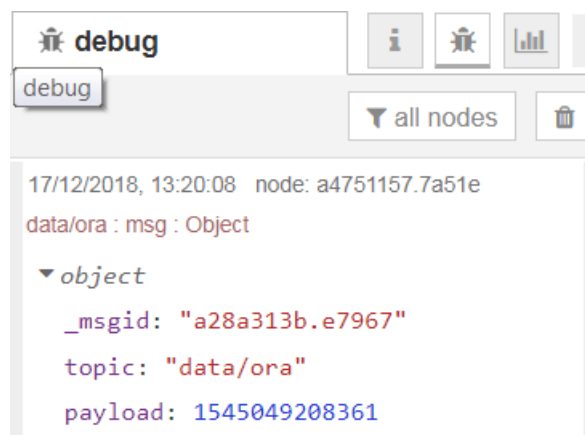 debug
debug
all nodes
17/12/2018, 13:20:08 node: a4751157.7a51e
data/ora : msg : Object
object
_msgid: "a28a313b.e7967"
topic: "data/ora"
payload: 1545049208361